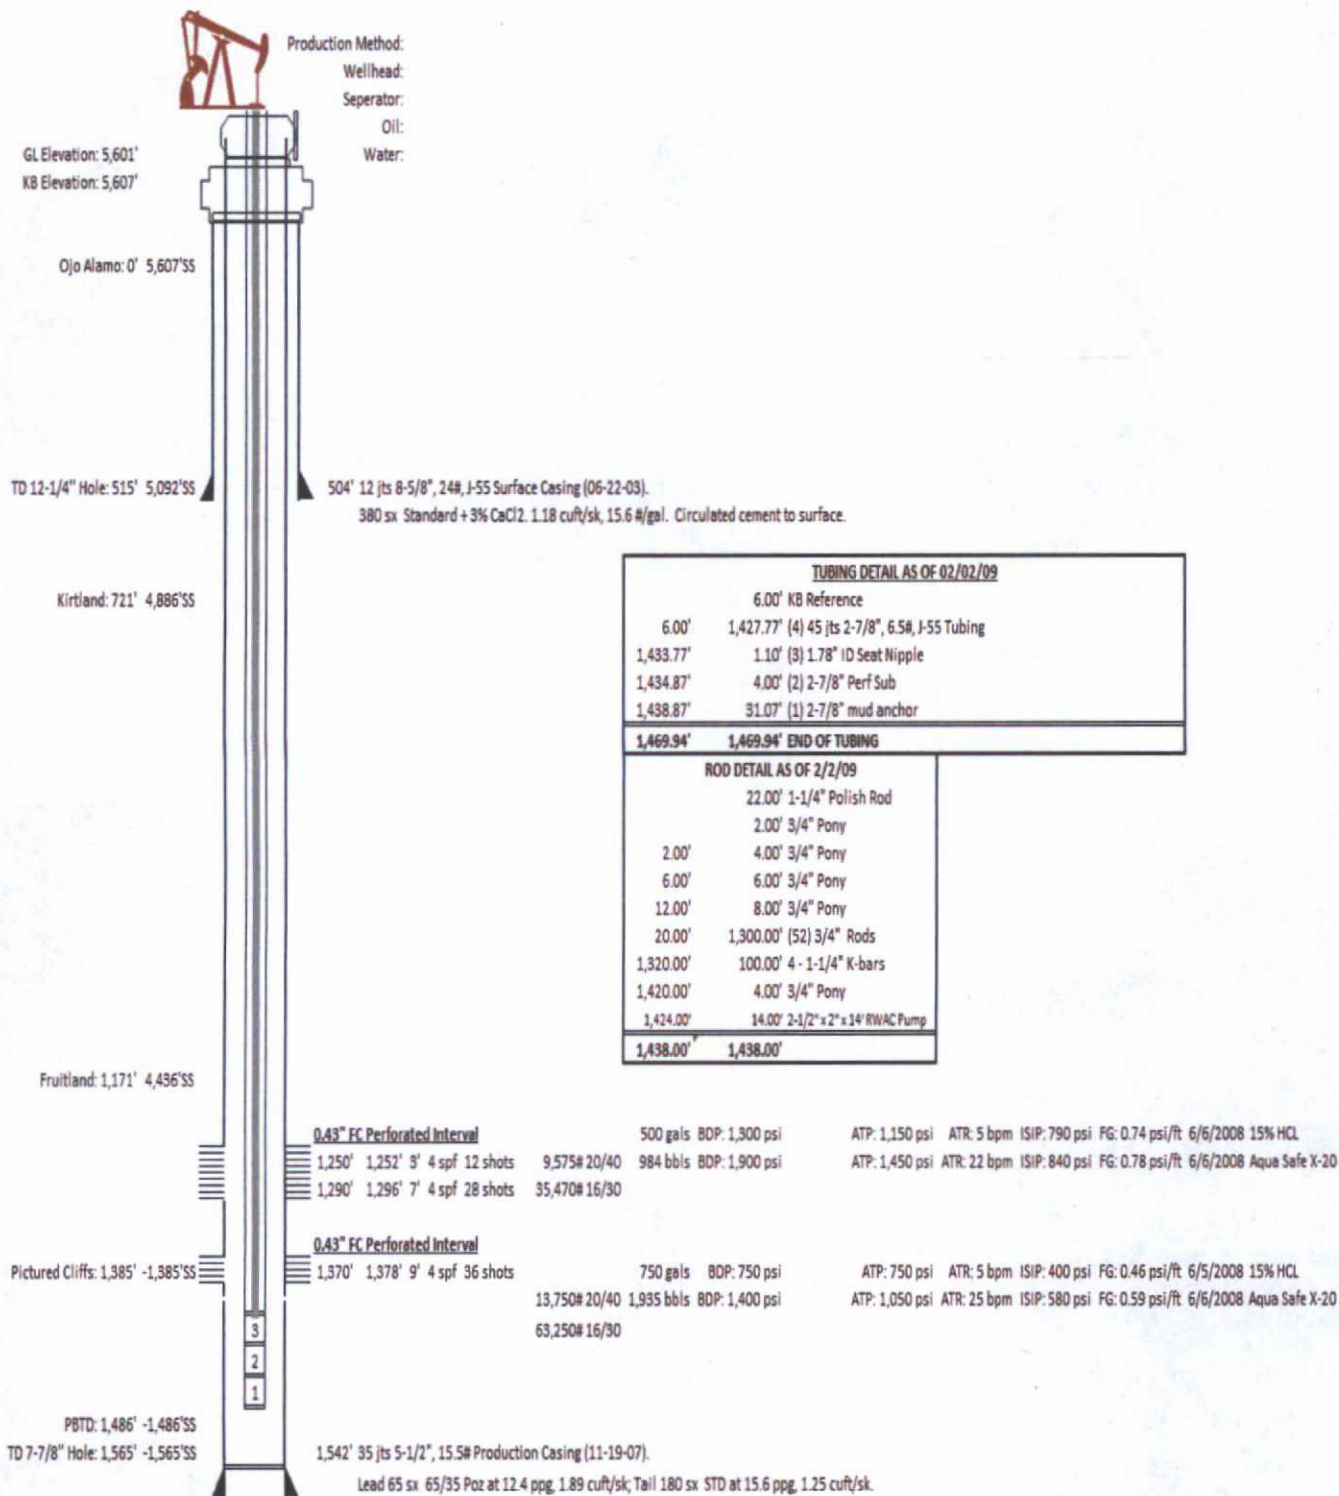 Production Method:
Wellhead:
Seperator:
Oil:
Water:
GL Elevation: 5,601'
KB Elevation: 5,607'
Ojo Alamo: 0' 5,607'SS
TD 12-1/4" Hole: 515' 5,092'SS
504' 12 jts 8-5/8", 24#, J-55 Surface Casing (06-22-03).
380 sx Standard + 3% CaCl2. 1.18 cuft/sk, 15.6 #/gal. Circulated cement to surface.
Kirtland: 721' 4,886'SS
TUBING DETAIL AS OF 02/02/09
6.00' KB Reference
6.00' 1,427.77' (4) 45 jts 2-7/8", 6.5#, J-55 Tubing
1,433.77' 1.10' (3) 1.78" ID Seat Nipple
1,434.87' 4.00' (2) 2-7/8" Perf Sub
1,438.87' 31.07' (1) 2-7/8" mud anchor
1,469.94' 1,469.94' END OF TUBING
ROD DETAIL AS OF 2/2/09
22.00' 1-1/4" Polish Rod
2.00' 3/4" Pony
2.00' 4.00' 3/4" Pony
6.00' 6.00' 3/4" Pony
12.00' 8.00' 3/4" Pony
20.00' 1,300.00' (52) 3/4" Rods
1,320.00' 100.00' 4 - 1-1/4" K-bars
1,420.00' 4.00' 3/4" Pony
1,424.00' 14.00' 2-1/2" x 2" x 14' RWAC Pump
1,438.00' 1,438.00'
Fruitland: 1,171' 4,436'SS
0.43" FC Perforated Interval
500 gals BDP: 1,300 psi ATP: 1,150 psi ATR: 5 bpm ISIP: 790 psi FG: 0.74 psi/ft 6/6/2008 15% HCL
1,250' 1,252' 3' 4 spf 12 shots 9,575# 20/40 984 bbls BDP: 1,900 psi ATP: 1,450 psi ATR: 22 bpm ISIP: 840 psi FG: 0.78 psi/ft 6/6/2008 Aqua Safe X-20
1,290' 1,296' 7' 4 spf 28 shots 35,470# 16/30
0.43" FC Perforated Interval
Pictured Cliffs: 1,385' -1,385'SS
1,370' 1,378' 9' 4 spf 36 shots 750 gals BDP: 750 psi ATP: 750 psi ATR: 5 bpm ISIP: 400 psi FG: 0.46 psi/ft 6/5/2008 15% HCL
13,750# 20/40 1,935 bbls BDP: 1,400 psi ATP: 1,050 psi ATR: 25 bpm ISIP: 580 psi FG: 0.59 psi/ft 6/6/2008 Aqua Safe X-20
63,250# 16/30
3
2
1
PBTD: 1,486' -1,486'SS
TD 7-7/8" Hole: 1,565' -1,565'SS
1,542' 35 jts 5-1/2", 15.5# Production Casing (11-19-07).
Lead 65 sx 65/35 Poz at 12.4 ppg, 1.89 cuft/sk; Tail 180 sx STD at 15.6 ppg, 1.25 cuft/sk.